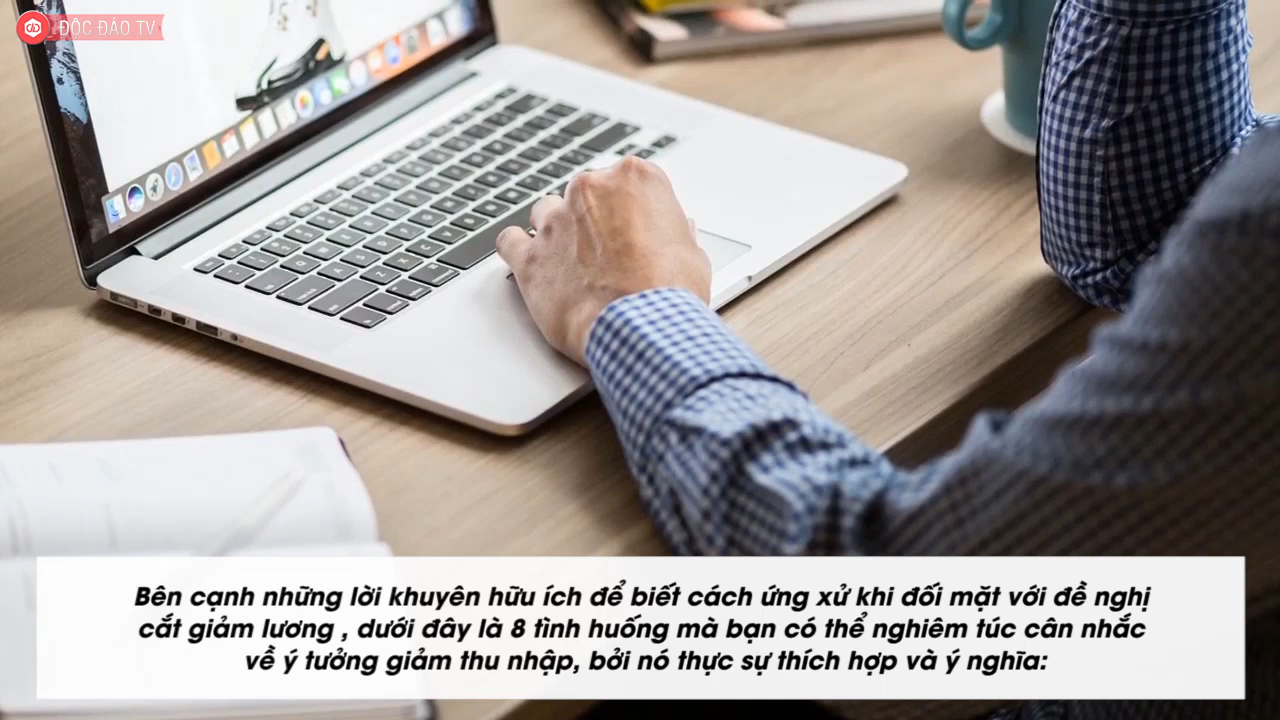 ĐỘC ĐÁO TV
Bên cạnh những lời khuyên hữu ích để biết cách ứng xử khi đối mặt với đề nghị
cắt giảm lương , dưới đây là 8 tình huống mà bạn có thể nghiêm túc cân nhắc
về ý tưởng giảm thu nhập, bởi nó thực sự thích hợp và ý nghĩa: